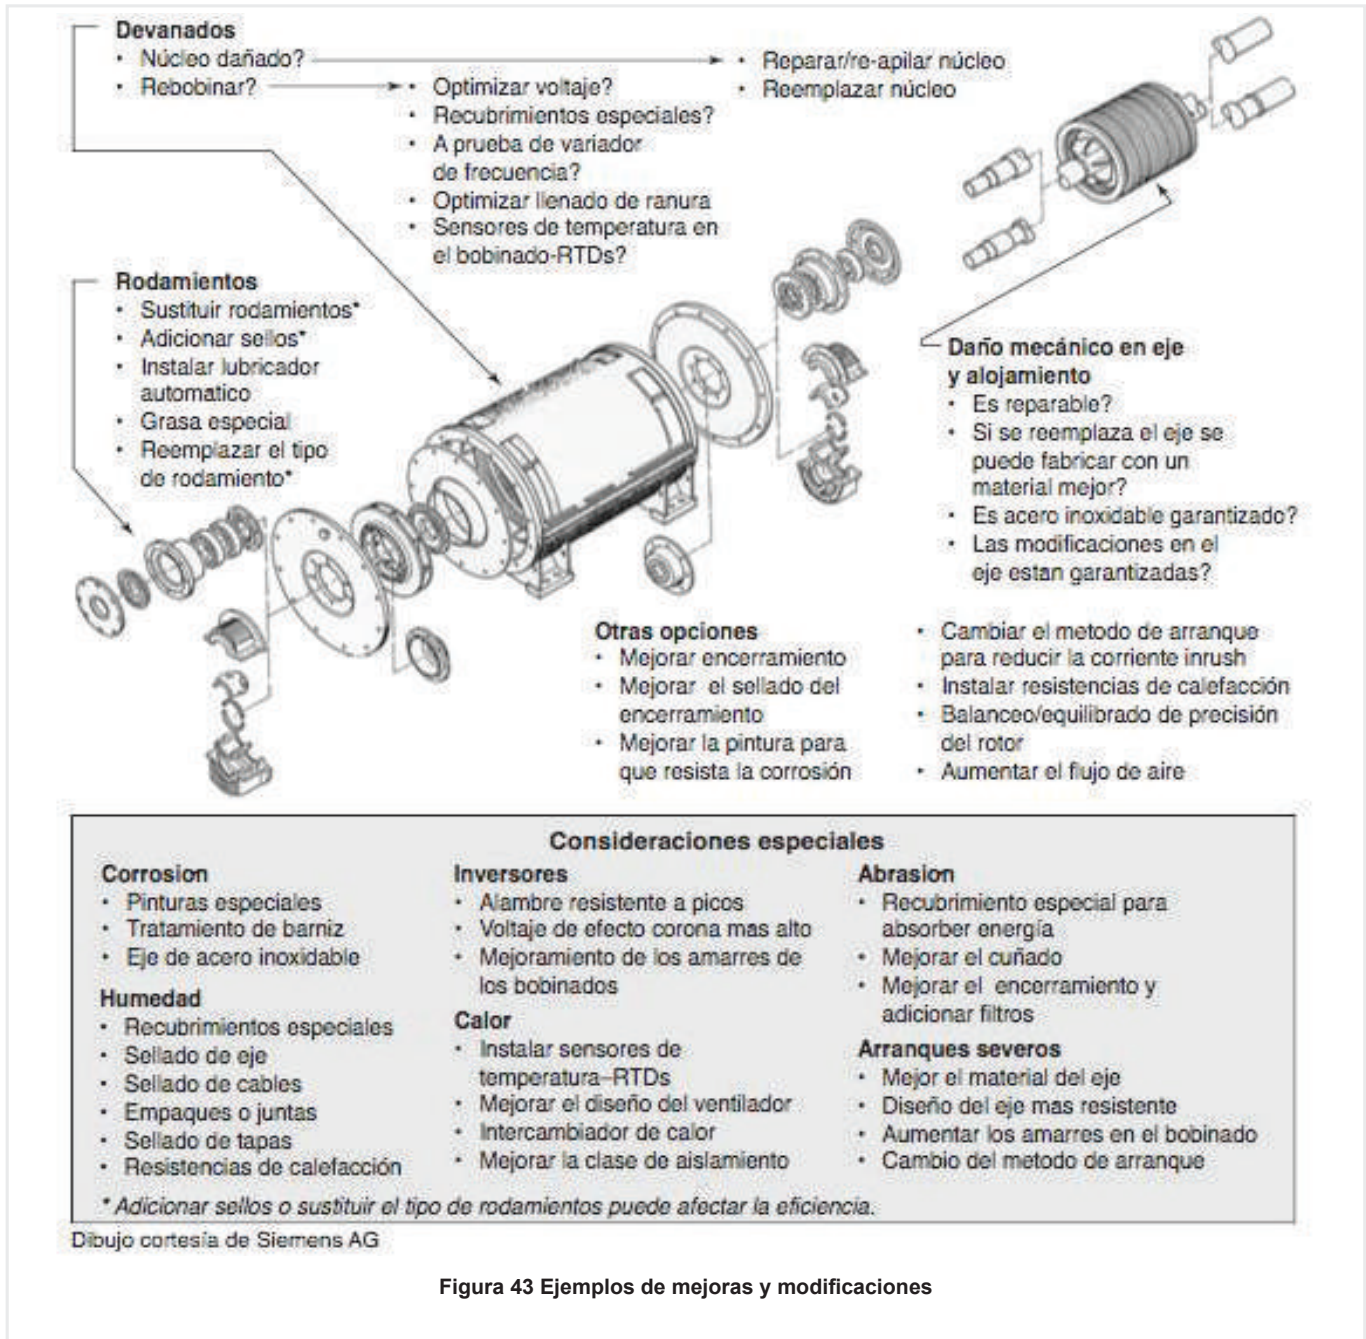 Devanados
• Núcleo dañado?
• Rebobinar?
• Reparar/re-apilar núcleo
• Reemplazar núcleo
• Optimizar voltaje?
• Recubrimientos especiales?
• A prueba de variador
de frecuencia?
• Optimizar llenado de ranura
• Sensores de temperatura en
el bobinado-RTDs?
Rodamientos
• Sustituir rodamientos*
• Adicionar sellos*
• Instalar lubricador
automatico
• Grasa especial
• Reemplazar el tipo
de rodamiento*
Daño mecánico en eje
y alojamiento
• Es reparable?
• Si se reemplaza el eje se
puede fabricar con un
material mejor?
• Es acero inoxidable garantizado?
• Las modificaciones en el
eje estan garantizadas?
Otras opciones
• Mejorar encerramiento
• Mejorar el sellado del
encerramiento
• Mejorar la pintura para
que resista la corrosión
• Cambiar el metodo de arranque
para reducir la corriente inrush
• Instalar resistencias de calefacción
• Balanceo/equilibrado de precisión
del rotor
• Aumentar el flujo de aire
Consideraciones especiales
Corrosion
• Pinturas especiales
• Tratamiento de barniz
• Eje de acero inoxidable
Humedad
• Recubrimientos especiales
• Sellado de eje
• Sellado de cables
• Empaques o juntas
• Sellado de tapas
• Resistencias de calefacción
Inversores
• Alambre resistente a picos
• Voltaje de efecto corona mas alto
• Mejoramiento de los amarres de
los bobinados
Calor
• Instalar sensores de
temperatura–RTDs
• Mejorar el diseño del ventilador
• Intercambiador de calor
• Mejorar la clase de aislamiento
Abrasion
• Recubrimiento especial para
absorber energía
• Mejorar el cuñado
• Mejorar el encerramiento y
adicionar filtros
Arranques severos
• Mejor el material del eje
• Diseño del eje mas resistente
• Aumentar los amarres en el bobinado
• Cambio del metodo de arranque
* Adicionar sellos o sustituir el tipo de rodamientos puede afectar la eficiencia.
Dibujo cortesía de Siemens AG
Figura 43 Ejemplos de mejoras y modificaciones